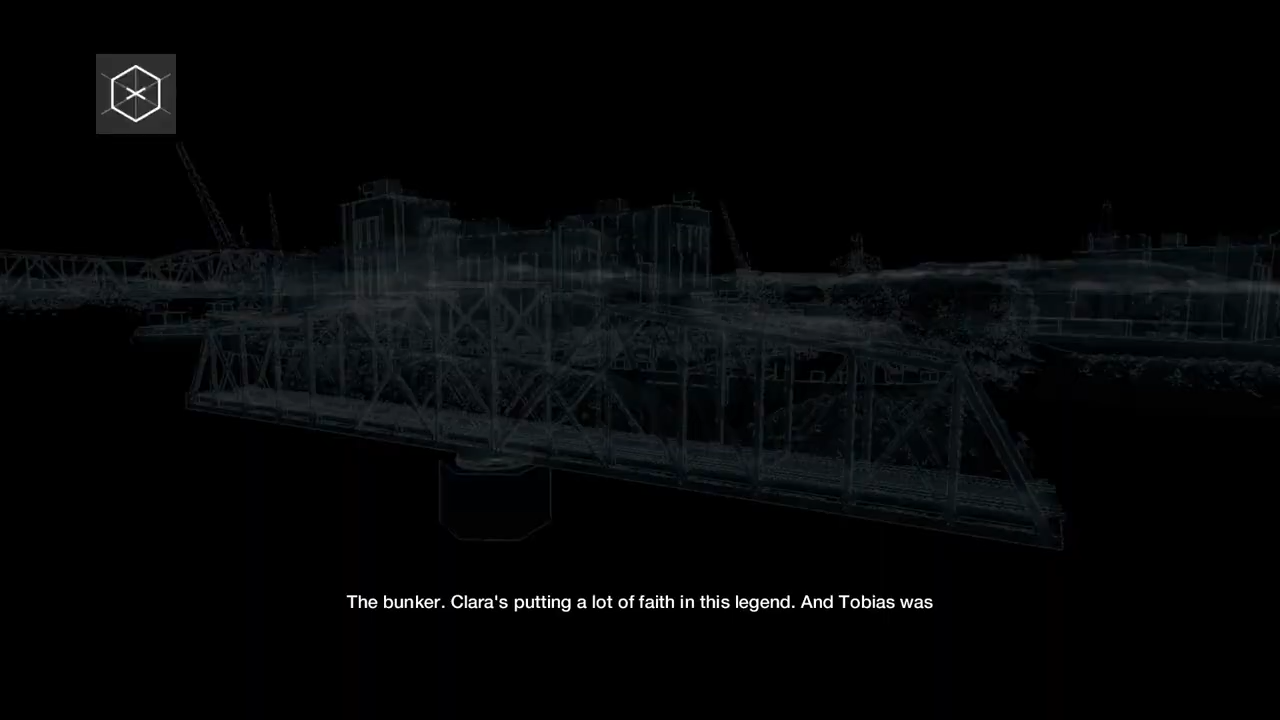 The bunker. Clara's putting a lot of faith in this legend. And Tobias was